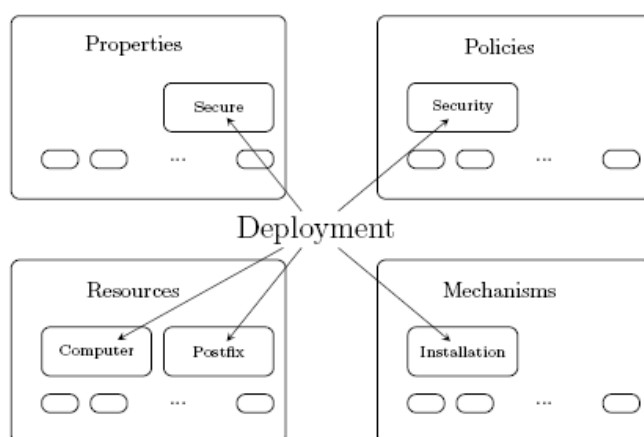 Properties
Policies
Secure
Security
...
...
Deployment
Resources
Mechanisms
Computer
Postfix
Installation
...
...